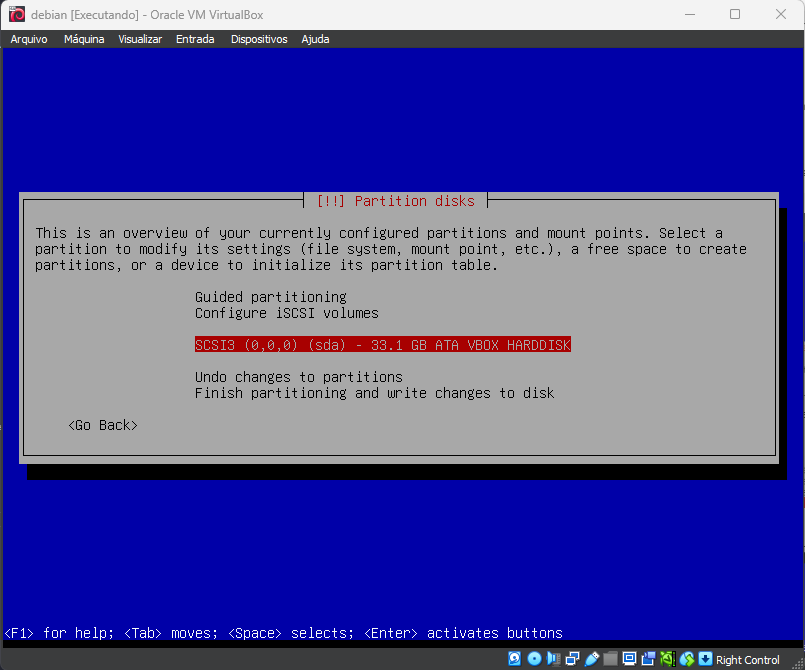 debian [Executando] - Oracle VM VirtualBox
Arquivo Máquina Visualizar Entrada Dispositivos Ajuda
[!!] Partition disks
This is an overview of your currently configured partitions and mount points. Select a
partition to modify its settings (file system, mount point, etc.), a free space to create
partitions, or a device to initialize its partition table.
Guided partitioning
Configure iSCSI volumes
SCSI3 (0,0,0) (sda) - 33.1 GB ATA VBOX HARDDISK
Undo changes to partitions
Finish partitioning and write changes to disk
<Go Back>
<F1> for help; <Tab> moves; <Space> selects; <Enter> activates buttons
Right Control